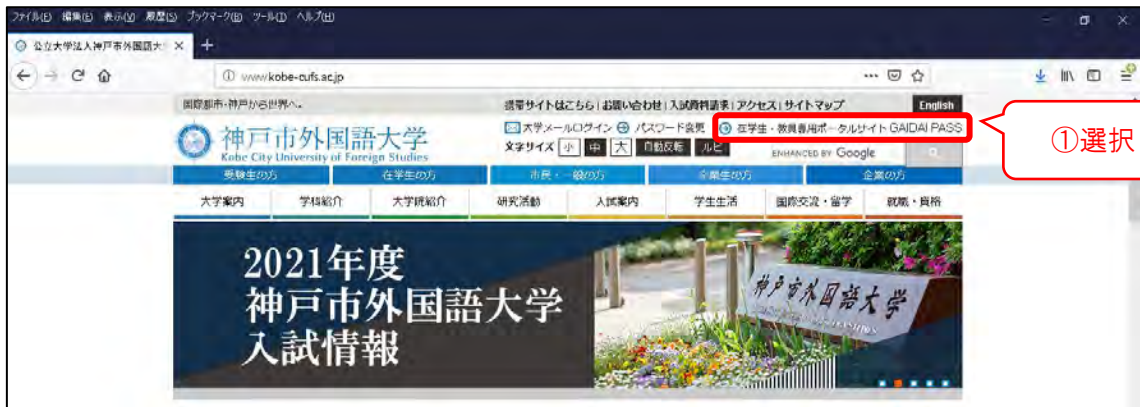 ファイル(E) 編集(E) 表示(V) 履歴(S) ブックマーク(B) ツール(T) ヘルプ(H)
公立大学法人神戸市外国語大
www.kobe-cufs.ac.jp
国際都市・神戸から世界へ。
携帯サイトはこちら | お問い合わせ | 入試資料請求 | アクセス | サイトマップ English
大学メールログイン パスワード変更 在学生・教員専用ポータルサイト GAIDAI PASS
①選択
神戸市外国語大学
Kobe City University of Foreign Studies
文字サイズ 小 中 大 自動反転 ルビ ENHANCED BY Google
受験生の方 在学生の方 市民・一般の方 卒業生の方 企業の方
大学案内 学科紹介 大学院紹介 研究活動 入試案内 学生生活 国際交流・留学 就職・資格
2021年度
神戸市外国語大学
入試情報
神戸市外国語大学